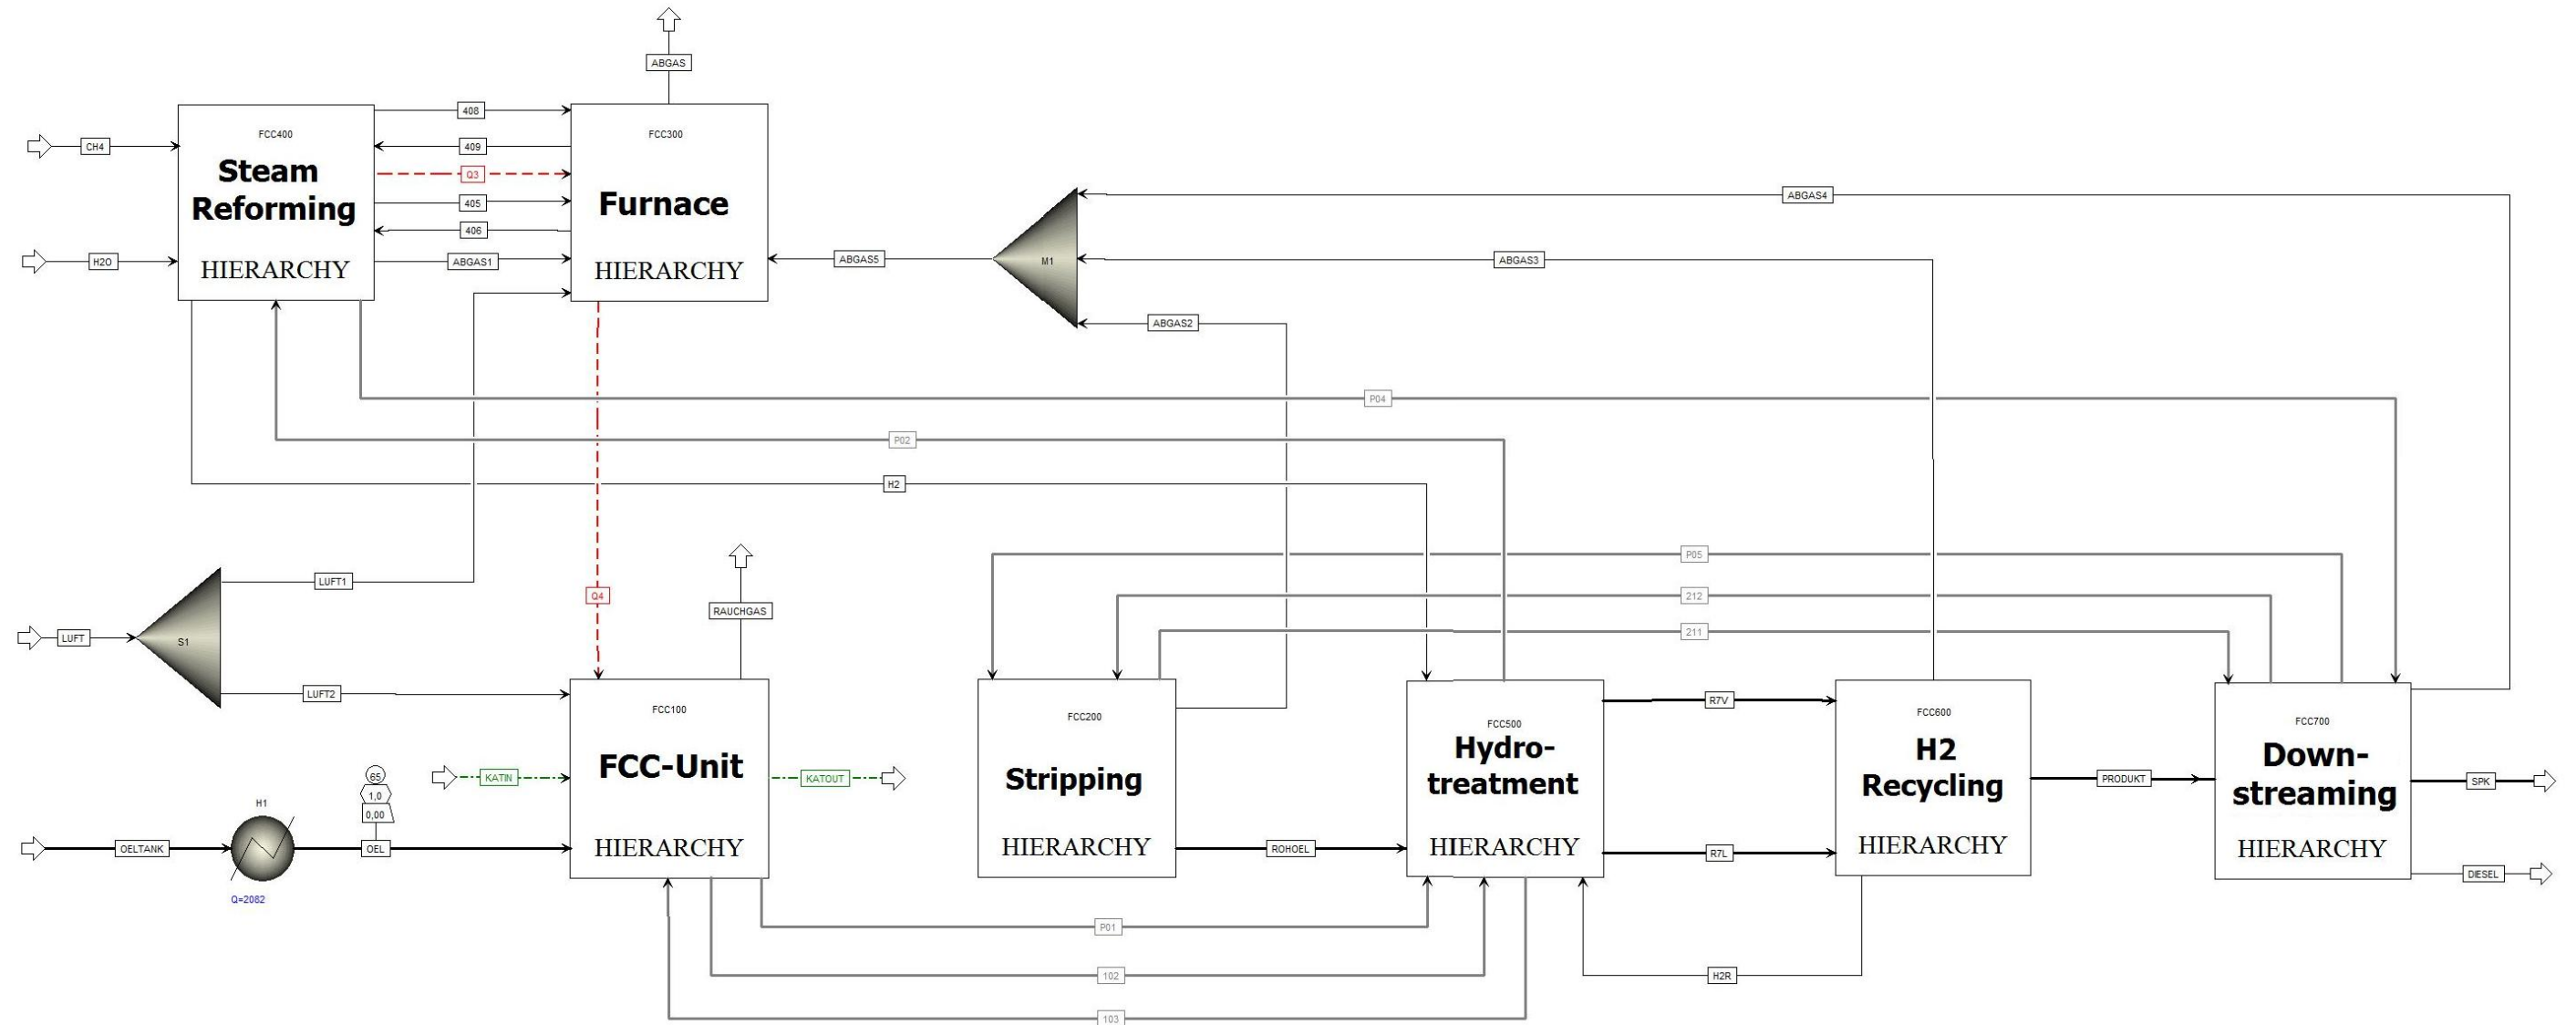 ABGAS
FCC400
Steam
Reforming
HIERARCHY
CH4
H2O
408
409
Q3
405
406
ABGAS1
FCC300
Furnace
HIERARCHY
ABGAS5
M1
ABGAS4
ABGAS3
ABGAS2
P04
P02
H2
P05
212
211
LUFT
S1
LUFT1
LUFT2
Q4
RAUCHGAS
OELTANK
H1
Q=2082
65
1,0
0,00
OEL
KATIN
FCC100
FCC-Unit
HIERARCHY
KATOUT
FCC200
Stripping
HIERARCHY
ROHOEL
FCC500
Hydro-
treatment
HIERARCHY
R7V
R7L
FCC600
H2
Recycling
HIERARCHY
PRODUKT
FCC700
Down-
streaming
HIERARCHY
SPK
DIESEL
P01
102
103
H2R